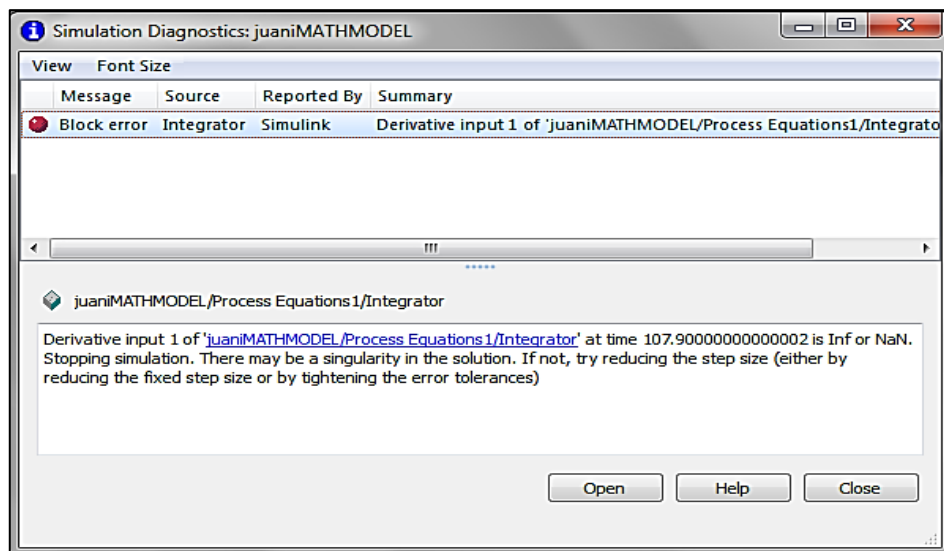 Simulation Diagnostics: juaniMATHMODEL
View Font Size
Message Source Reported By Summary
Block error Integrator Simulink Derivative input 1 of 'juaniMATHMODEL/Process Equations1/Integrato
juaniMATHMODEL/Process Equations1/Integrator
Derivative input 1 of 'juaniMATHMODEL/Process Equations1/Integrator' at time 107.90000000000002 is Inf or NaN.
Stopping simulation. There may be a singularity in the solution. If not, try reducing the step size (either by
reducing the fixed step size or by tightening the error tolerances)
Open Help Close